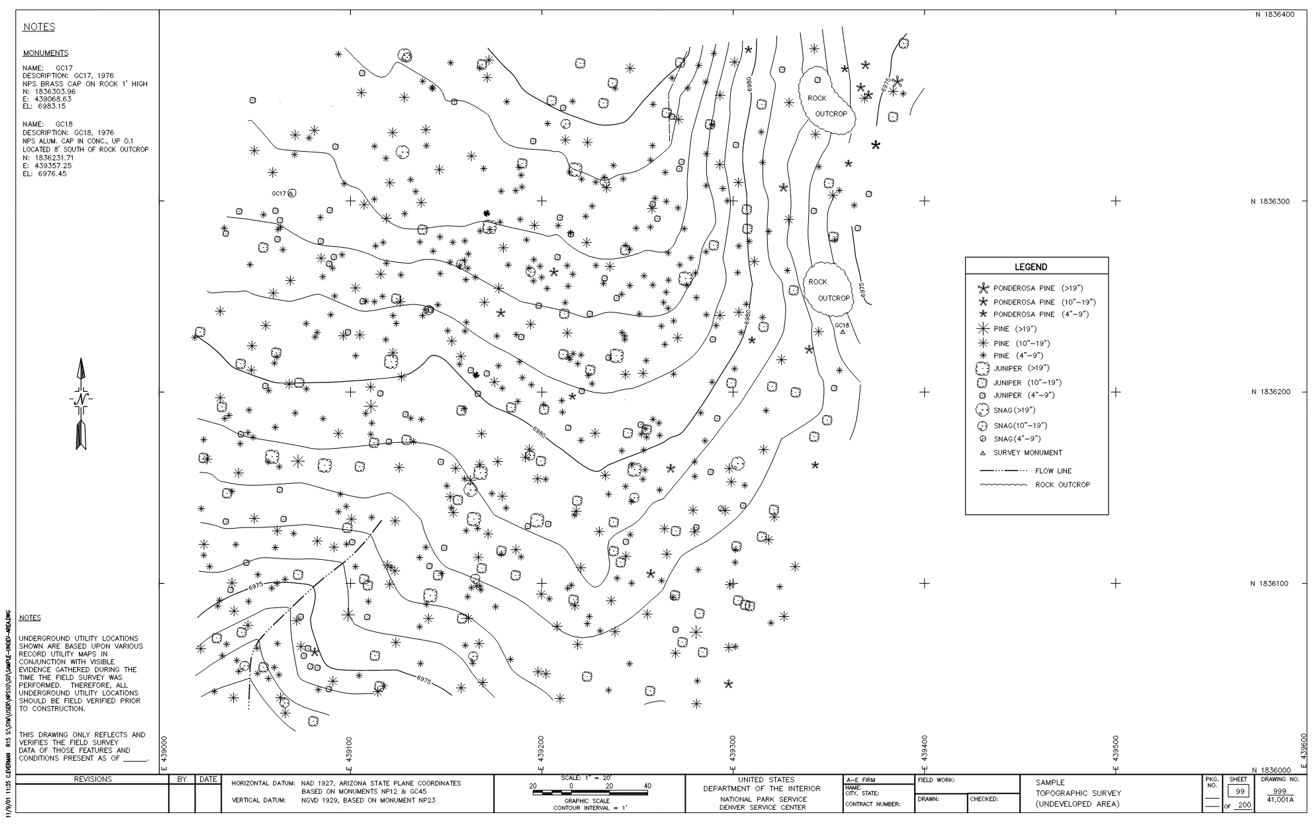 NOTES
MONUMENTS
NAME: GC17
DESCRIPTION: GC17, 1976
NPS BRASS CAP ON ROCK 1' HIGH
N: 1836303.96
E: 439068.63
EL: 6983.15
NAME: GC18
DESCRIPTION: GC18, 1976
NPS ALUM. CAP IN CONC., UP 0.1
LOCATED 8' SOUTH OF ROCK OUTCROP
N: 1836231.71
E: 439357.25
EL: 6976.45
N
NOTES
UNDERGROUND UTILITY LOCATIONS
SHOWN ARE BASED UPON VARIOUS
RECORD UTILITY MAPS IN
CONJUNCTION WITH VISIBLE
EVIDENCE GATHERED DURING THE
TIME THE FIELD SURVEY WAS
PERFORMED. THEREFORE, ALL
UNDERGROUND UTILITY LOCATIONS
SHOULD BE FIELD VERIFIED PRIOR
TO CONSTRUCTION.
THIS DRAWING ONLY REFLECTS AND
VERIFIES THE FIELD SURVEY
DATA OF THOSE FEATURES AND
CONDITIONS PRESENT AS OF _____.
N 1836400
N 1836300
N 1836200
N 1836100
N 1836000
E 439000
E 439100
E 439200
E 439300
E 439400
E 439500
E 439600
6980
6975
ROCK
OUTCROP
GC17
ROCK
OUTCROP
6975
GC18
6980
6980
6975
6975
LEGEND
PONDEROSA PINE (>19")
PONDEROSA PINE (10"-19")
PONDEROSA PINE (4"-9")
PINE (>19")
PINE (10"-19")
PINE (4"-9")
JUNIPER (>19")
JUNIPER (10"-19")
JUNIPER (4"-9")
SNAG (>19")
SNAG(10"-19")
SNAG(4"-9")
SURVEY MONUMENT
FLOW LINE
ROCK OUTCROP
REVISIONS
BY
DATE
HORIZONTAL DATUM: NAD 1927, ARIZONA STATE PLANE COORDINATES
BASED ON MONUMENTS NP12 & GC45
VERTICAL DATUM: NGVD 1929, BASED ON MONUMENT NP23
SCALE: 1" = 20'
20 0 20 40
GRAPHIC SCALE
CONTOUR INTERVAL = 1'
UNITED STATES
DEPARTMENT OF THE INTERIOR
NATIONAL PARK SERVICE
DENVER SERVICE CENTER
A-E FIRM
NAME:
CITY, STATE:
CONTRACT NUMBER:
FIELD WORK:
DRAWN:
CHECKED:
SAMPLE
TOPOGRAPHIC SURVEY
(UNDEVELOPED AREA)
PKG.
NO.
SHEET
99
OF 200
DRAWING NO.
999
41,001A